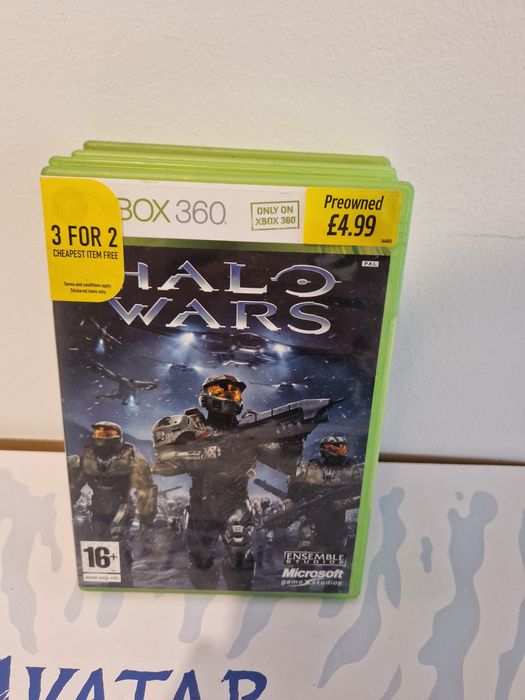 XBOX 360
ONLY ON
XBOX 360
Preowned
£4.99
3 FOR 2
CHEAPEST ITEM FREE
Terms and conditions apply
Stickered items only
PAL
HALO
WARS
16+
www.pegi.info
ENSEMBLE
STUDIOS
Microsoft
game studios
AVATAR